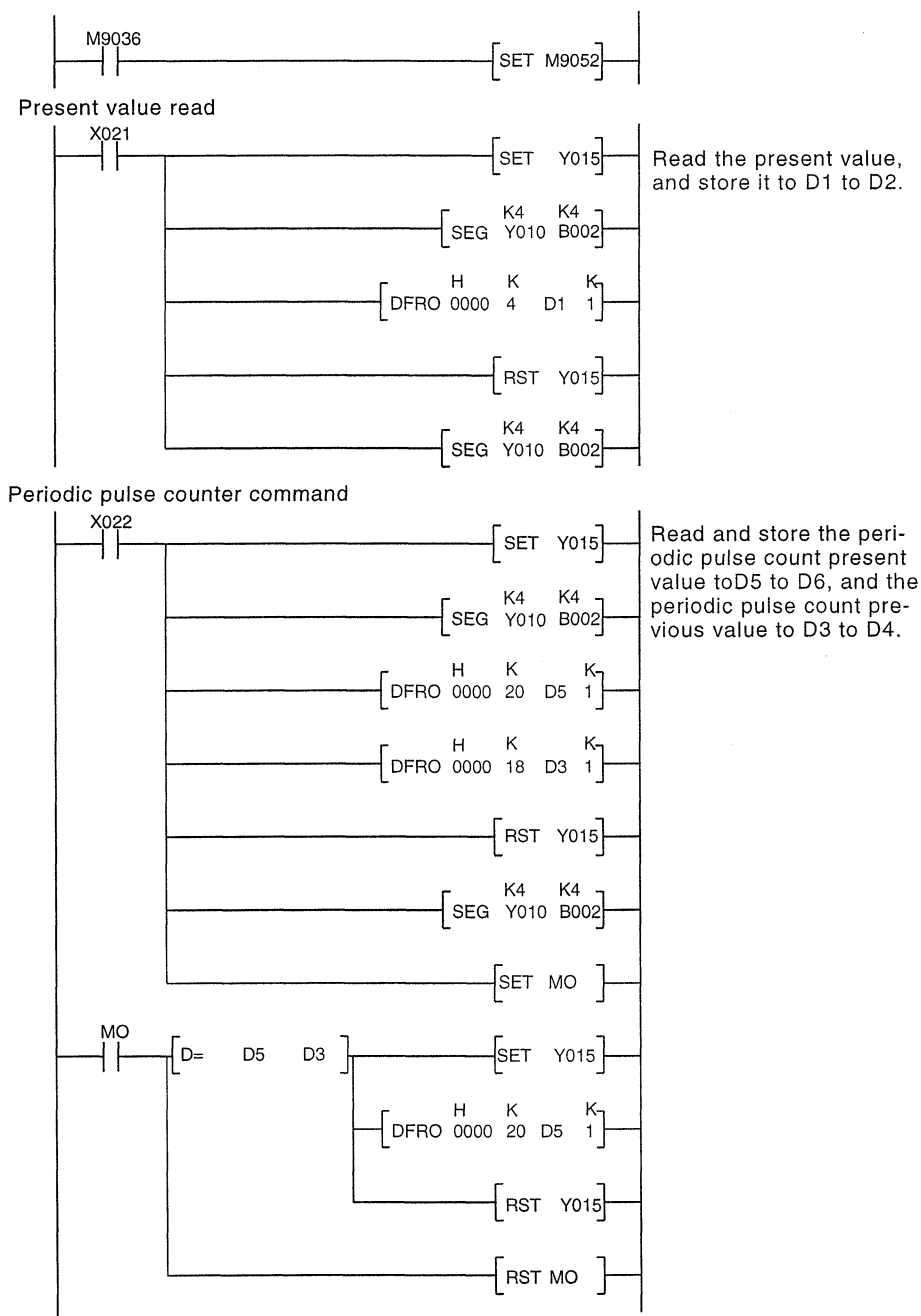 M9036
SET M9052
Present value read
X021
SET Y015
Read the present value,
and store it to D1 to D2.
K4 K4
SEG Y010 B002
H K K
DFRO 0000 4 D1 1
RST Y015
K4 K4
SEG Y010 B002
Periodic pulse counter command
X022
SET Y015
Read and store the peri-
odic pulse count present
value toD5 to D6, and the
periodic pulse count pre-
vious value to D3 to D4.
K4 K4
SEG Y010 B002
H K K
DFRO 0000 20 D5 1
H K K
DFRO 0000 18 D3 1
RST Y015
K4 K4
SEG Y010 B002
SET MO
MO
D= D5 D3
SET Y015
H K K
DFRO 0000 20 D5 1
RST Y015
RST MO